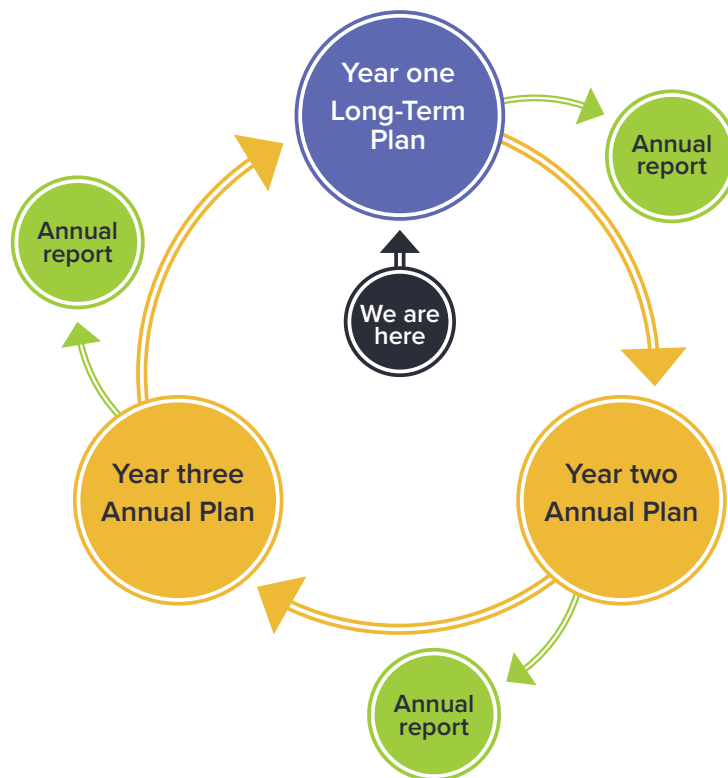 Year one
Long-Term
Plan
Annual
report
Annual
report
We are
here
Year three
Annual Plan
Year two
Annual Plan
Annual
report